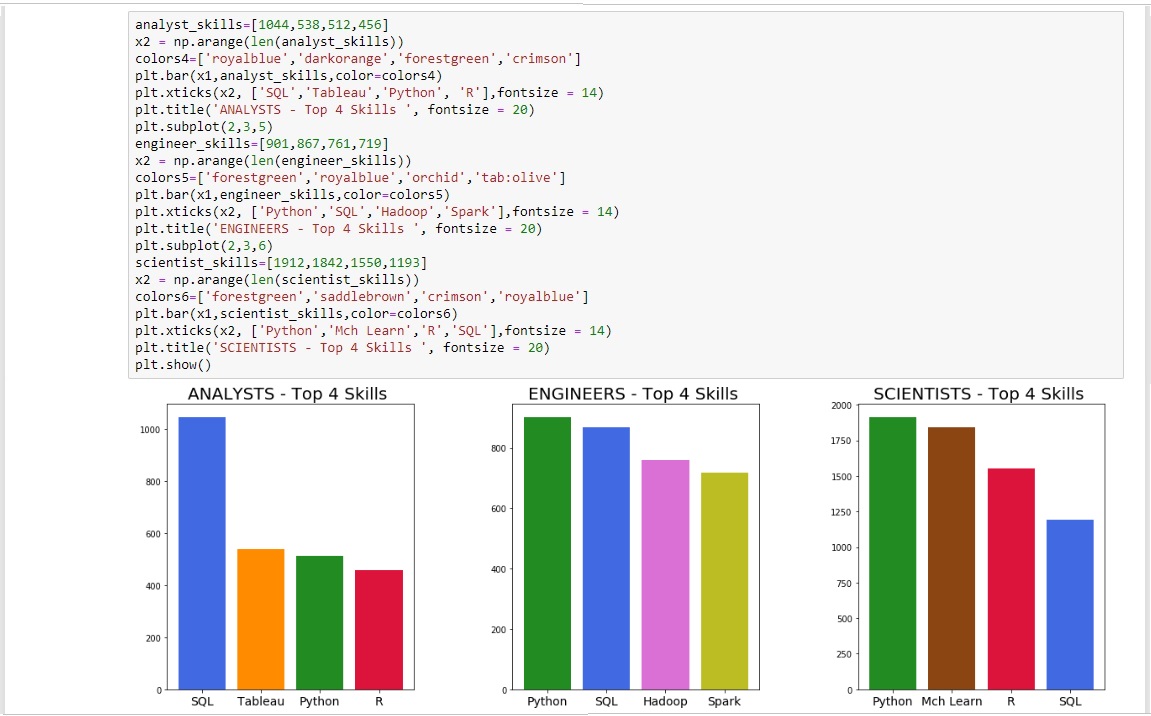 analyst_skills=[1044,538,512,456]
x2 = np.arange(len(analyst_skills))
colors4=['royalblue','darkorange','forestgreen','crimson']
plt.bar(x1,analyst_skills,color=colors4)
plt.xticks(x2, ['SQL','Tableau','Python', 'R'],fontsize = 14)
plt.title('ANALYSTS - Top 4 Skills ', fontsize = 20)
plt.subplot(2,3,5)
engineer_skills=[901,867,761,719]
x2 = np.arange(len(engineer_skills))
colors5=['forestgreen','royalblue','orchid','tab:olive']
plt.bar(x1,engineer_skills,color=colors5)
plt.xticks(x2, ['Python','SQL','Hadoop','Spark'],fontsize = 14)
plt.title('ENGINEERS - Top 4 Skills ', fontsize = 20)
plt.subplot(2,3,6)
scientist_skills=[1912,1842,1550,1193]
x2 = np.arange(len(scientist_skills))
colors6=['forestgreen','saddlebrown','crimson','royalblue']
plt.bar(x1,scientist_skills,color=colors6)
plt.xticks(x2, ['Python','Mch Learn','R','SQL'],fontsize = 14)
plt.title('SCIENTISTS - Top 4 Skills ', fontsize = 20)
plt.show()
ANALYSTS - Top 4 Skills
1000
800
600
400
200
0
SQL Tableau Python R
ENGINEERS - Top 4 Skills
800
600
400
200
0
Python SQL Hadoop Spark
SCIENTISTS - Top 4 Skills
2000
1750
1500
1250
1000
750
500
250
0
Python Mch Learn R SQL